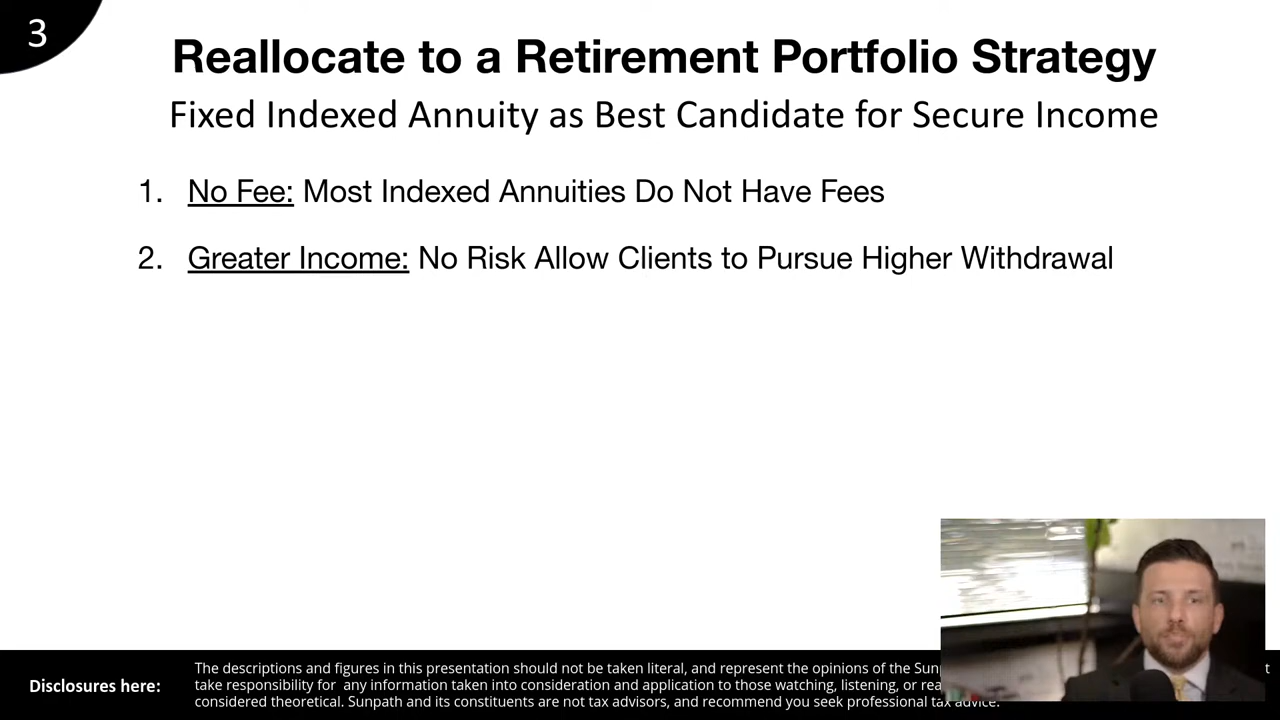 3
Reallocate to a Retirement Portfolio Strategy
Fixed Indexed Annuity as Best Candidate for Secure Income
1. No Fee: Most Indexed Annuities Do Not Have Fees
2. Greater Income: No Risk Allow Clients to Pursue Higher Withdrawal
Disclosures here:
The descriptions and figures in this presentation should not be taken literal, and represent the opinions of the
take responsibility for any information taken into consideration and application to those watching, listening, or
considered theoretical. Sunpath and its constituents are not tax advisors, and recommend you seek professional tax advice.